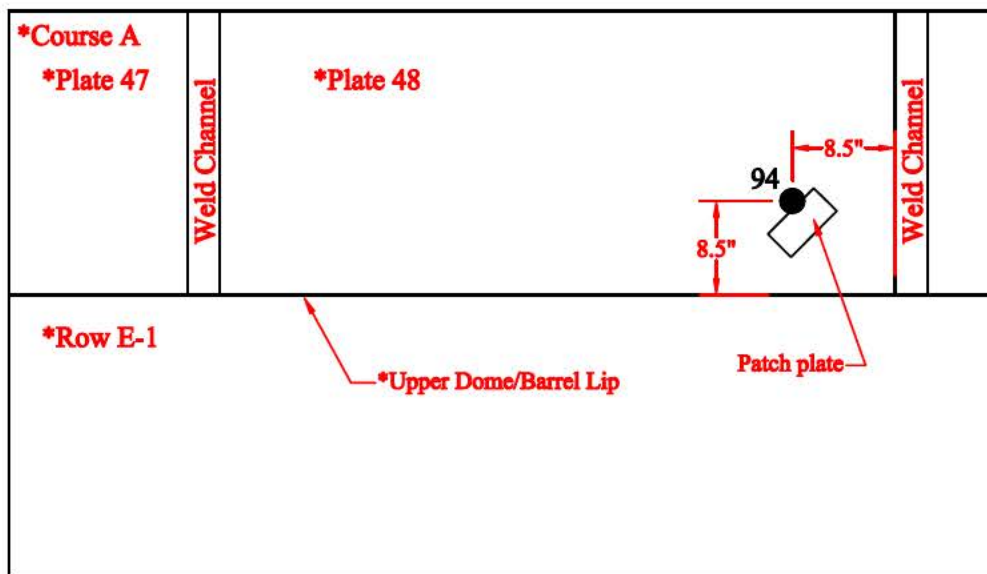 *Course A
*Plate 47
*Plate 48
Weld Channel
Weld Channel
8.5"
94
8.5"
*Row E-1
*Upper Dome/Barrel Lip
Patch plate